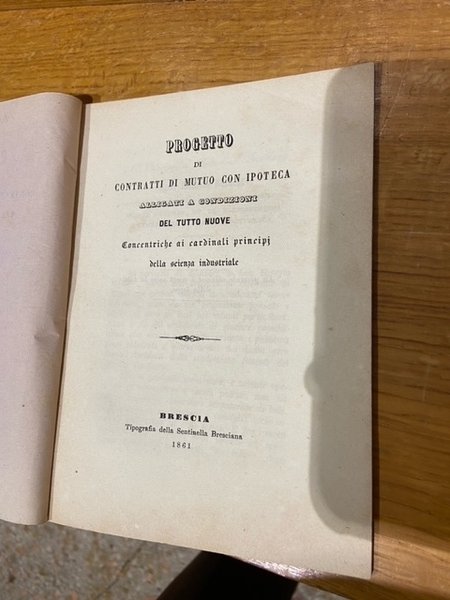 PROGETTO
DI
CONTRATTI DI MUTUO CON IPOTECA
ALLIGATI A CONDIZIONI
DEL TUTTO NUOVE
Concentriche ai cardinali principj
della scienza industriale
BRESCIA
Tipografia della Sentinella Bresciana
1861